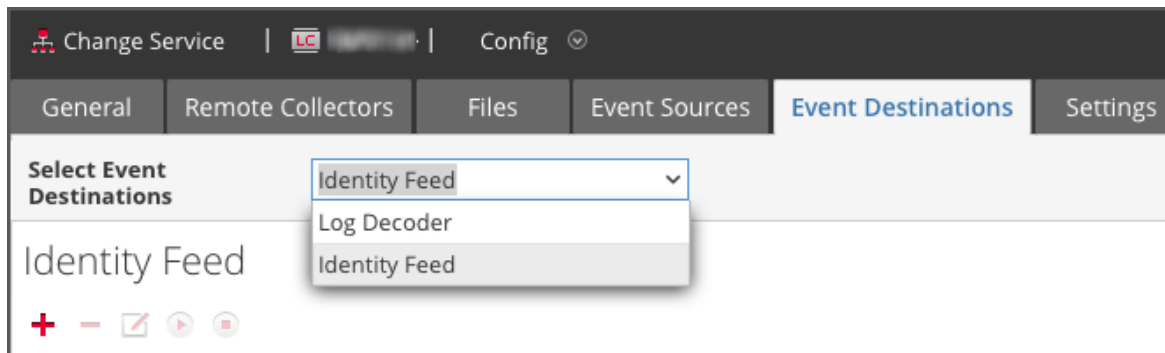 Change Service | LC | Config
General Remote Collectors Files Event Sources Event Destinations Settings
Select Event
Destinations
Identity Feed
Log Decoder
Identity Feed
Identity Feed